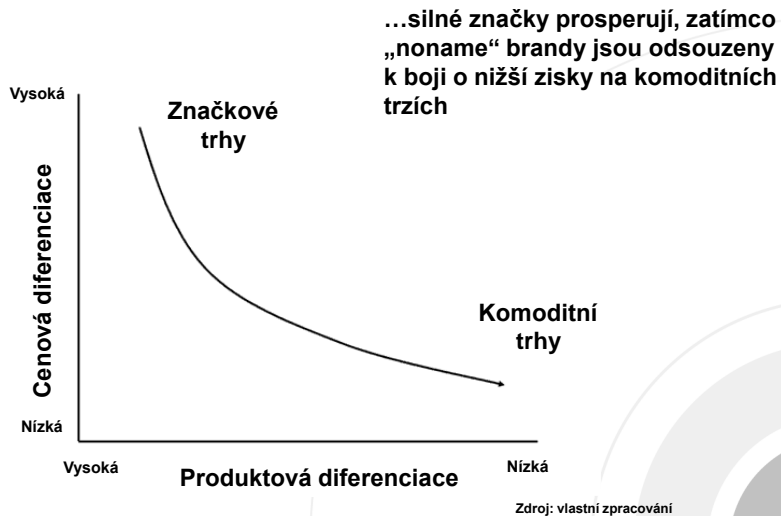 …silné značky prosperují, zatímco
„noname“ brandy jsou odsouzeny
k boji o nižší zisky na komoditních
trzích
Vysoká
Značkové
trhy
Cenová diferenciace
Komoditní
trhy
Nízká
Vysoká
Produktová diferenciace
Nízká
Zdroj: vlastní zpracování